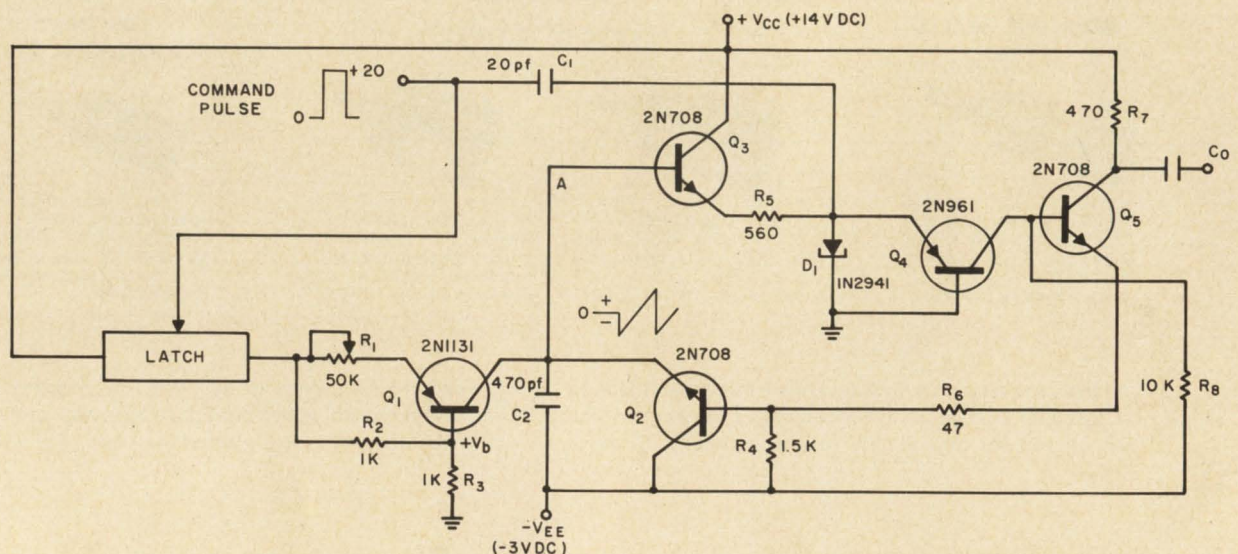 + VCC (+14 V DC)
COMMAND
PULSE
+20
0
20 pf
C1
2N708
Q3
A
R5
560
470
R7
C0
2N708
Q5
2N961
Q4
D1
1N2941
0
+
−
LATCH
R1
50K
2N1131
Q1
470pf
C2
2N708
Q2
R2
1K
+Vb
1K
R3
R4
1.5 K
R6
47
10 K
R8
−VEE
(−3V DC)